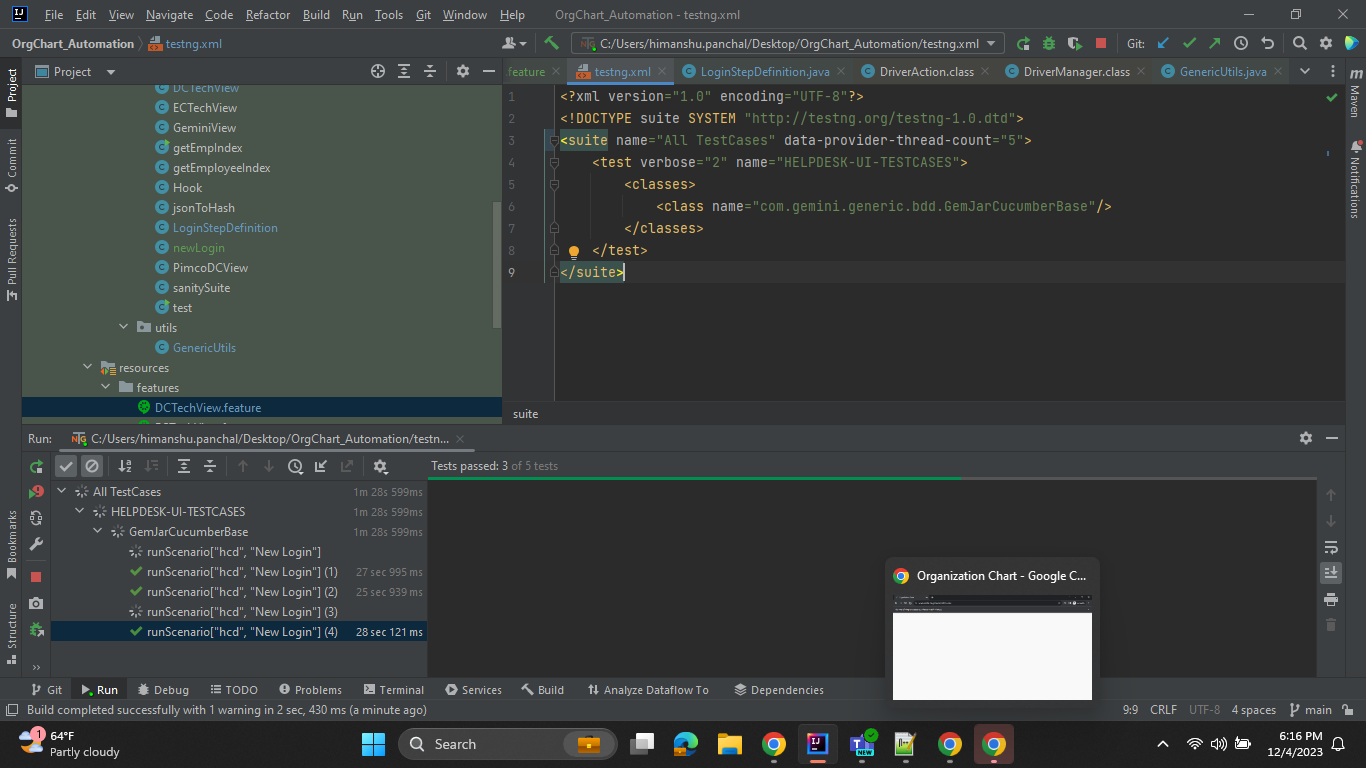 File Edit View Navigate Code Refactor Build Run Tools Git Window Help OrgChart_Automation - testng.xml
OrgChart_Automation testng.xml C:/Users/himanshu.panchal/Desktop/OrgChart_Automation/testng.xml Git:
Project
Project
.feature testng.xml LoginStepDefinition.java DriverAction.class DriverManager.class GenericUtils.java
Maven
Notifications
Commit
Pull Requests
DCTechView
ECTechView
GeminiView
getEmpIndex
getEmployeeIndex
Hook
jsonToHash
LoginStepDefinition
newLogin
PimcoDCView
sanitySuite
test
utils
GenericUtils
resources
features
DCTechView.feature
1 <?xml version="1.0" encoding="UTF-8"?>
2 <!DOCTYPE suite SYSTEM "http://testng.org/testng-1.0.dtd">
3 <suite name="All TestCases" data-provider-thread-count="5">
4 <test verbose="2" name="HELPDESK-UI-TESTCASES">
5 <classes>
6 <class name="com.gemini.generic.bdd.GemJarCucumberBase"/>
7 </classes>
8 </test>
9 </suite>
suite
Run: C:/Users/himanshu.panchal/Desktop/OrgChart_Automation/testn...
Tests passed: 3 of 5 tests
All TestCases 1m 28s 599ms
HELPDESK-UI-TESTCASES 1m 28s 599ms
GemJarCucumberBase 1m 28s 599ms
runScenario["hcd", "New Login"]
runScenario["hcd", "New Login"] (1) 27 sec 995 ms
runScenario["hcd", "New Login"] (2) 25 sec 939 ms
runScenario["hcd", "New Login"] (3)
runScenario["hcd", "New Login"] (4) 28 sec 121 ms
Bookmarks
Structure
Organization Chart - Google C...
Git Run Debug TODO Problems Terminal Services Build Analyze Dataflow To Dependencies
Build completed successfully with 1 warning in 2 sec, 430 ms (a minute ago) 9:9 CRLF UTF-8 4 spaces main
1
64°F
Partly cloudy
Search
NEW
6:16 PM
12/4/2023